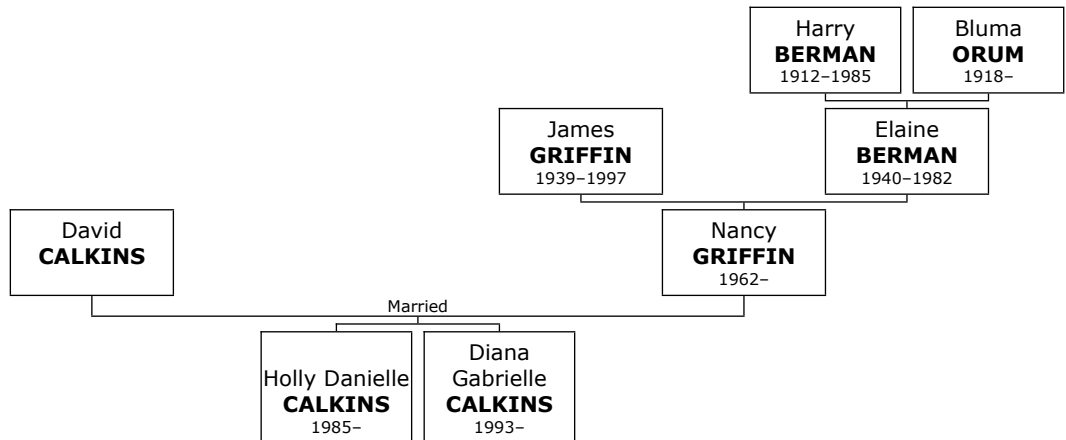 Harry
BERMAN
1912–1985
Bluma
ORUM
1918–
James
GRIFFIN
1939–1997
Elaine
BERMAN
1940–1982
David
CALKINS
Nancy
GRIFFIN
1962–
Married
Holly Danielle
CALKINS
1985–
Diana
Gabrielle
CALKINS
1993–